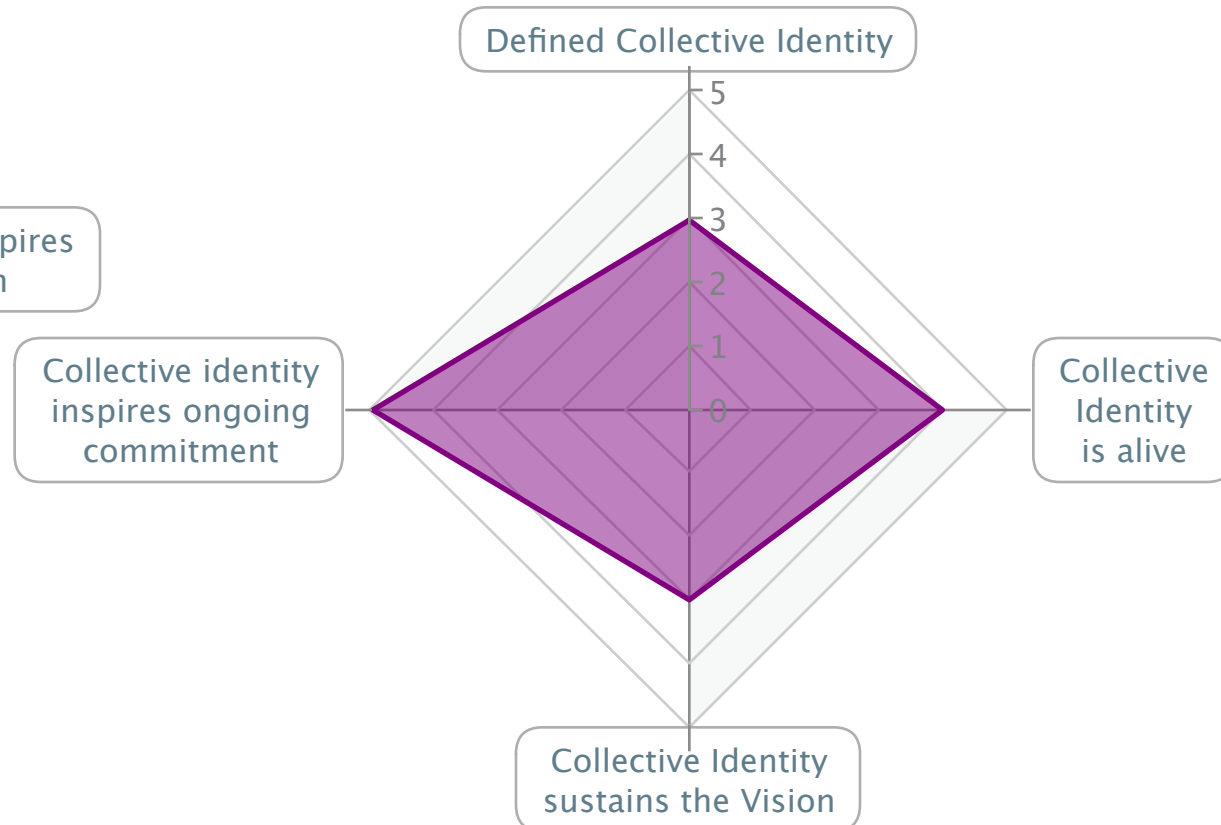 Defined Collective Identity
5
4
3
2
1
0
spires
Collective identity
inspires ongoing
commitment
Collective
Identity
is alive
Collective Identity
sustains the Vision